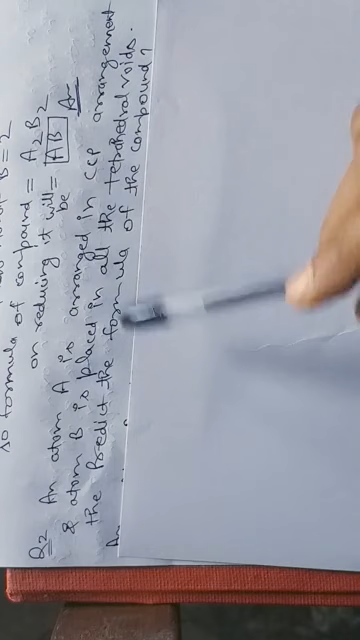 so formula of compound = A2B2
on reducing it will be = AB Ans
Q2 An atom A is arranged in CCP arrangement
& atom B is placed in all the tetrahedral voids.
the Predict the formula of the compound?